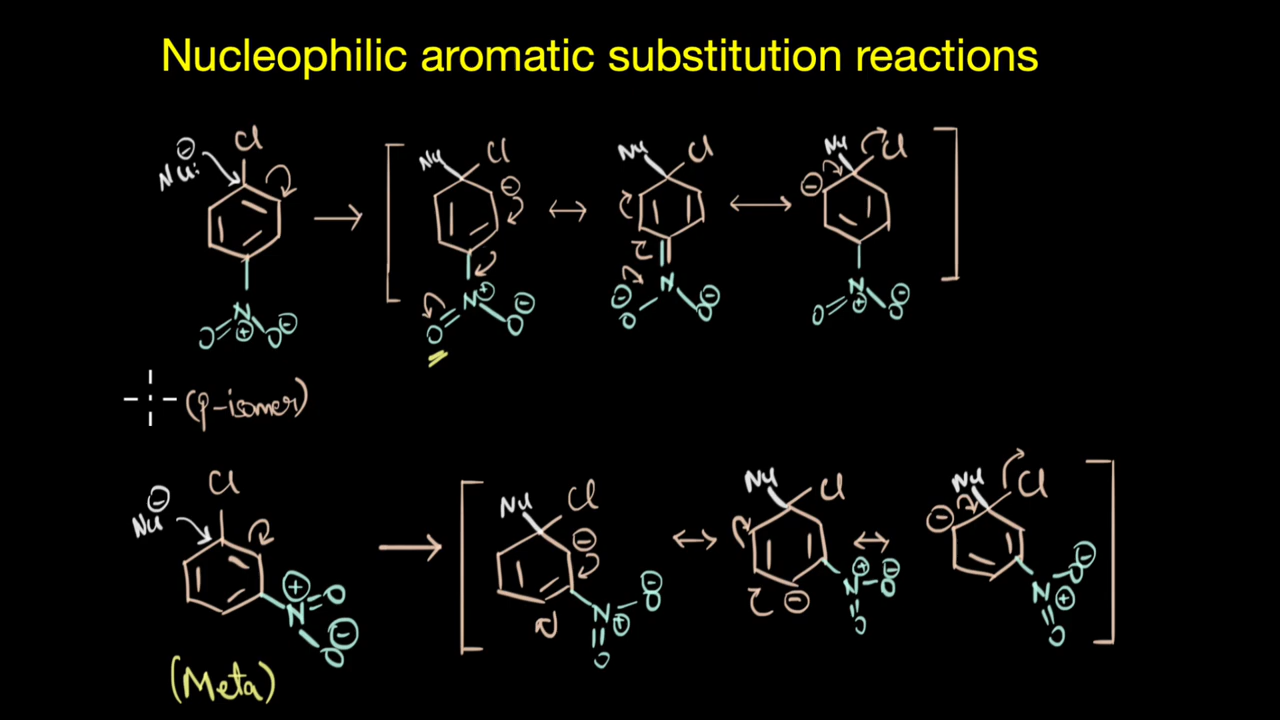 Nucleophilic aromatic substitution reactions
Cl
⊖
Nu:
N
⊕
O
O
⊖
Nu Cl
⊖
N ⊕
O O ⊖
Nu Cl
⊖ N ⊖
O O
Nu Cl
⊖
N
⊕
O O ⊖
(p-isomer)
Cl
⊖
Nu
⊕
N O
⊖
O
(Meta)
Nu Cl
⊖
⊖
N O
⊕
O
Nu Cl
⊖
⊕ ⊖
N O
O
Nu Cl
⊖
⊖
O
N ⊕
O